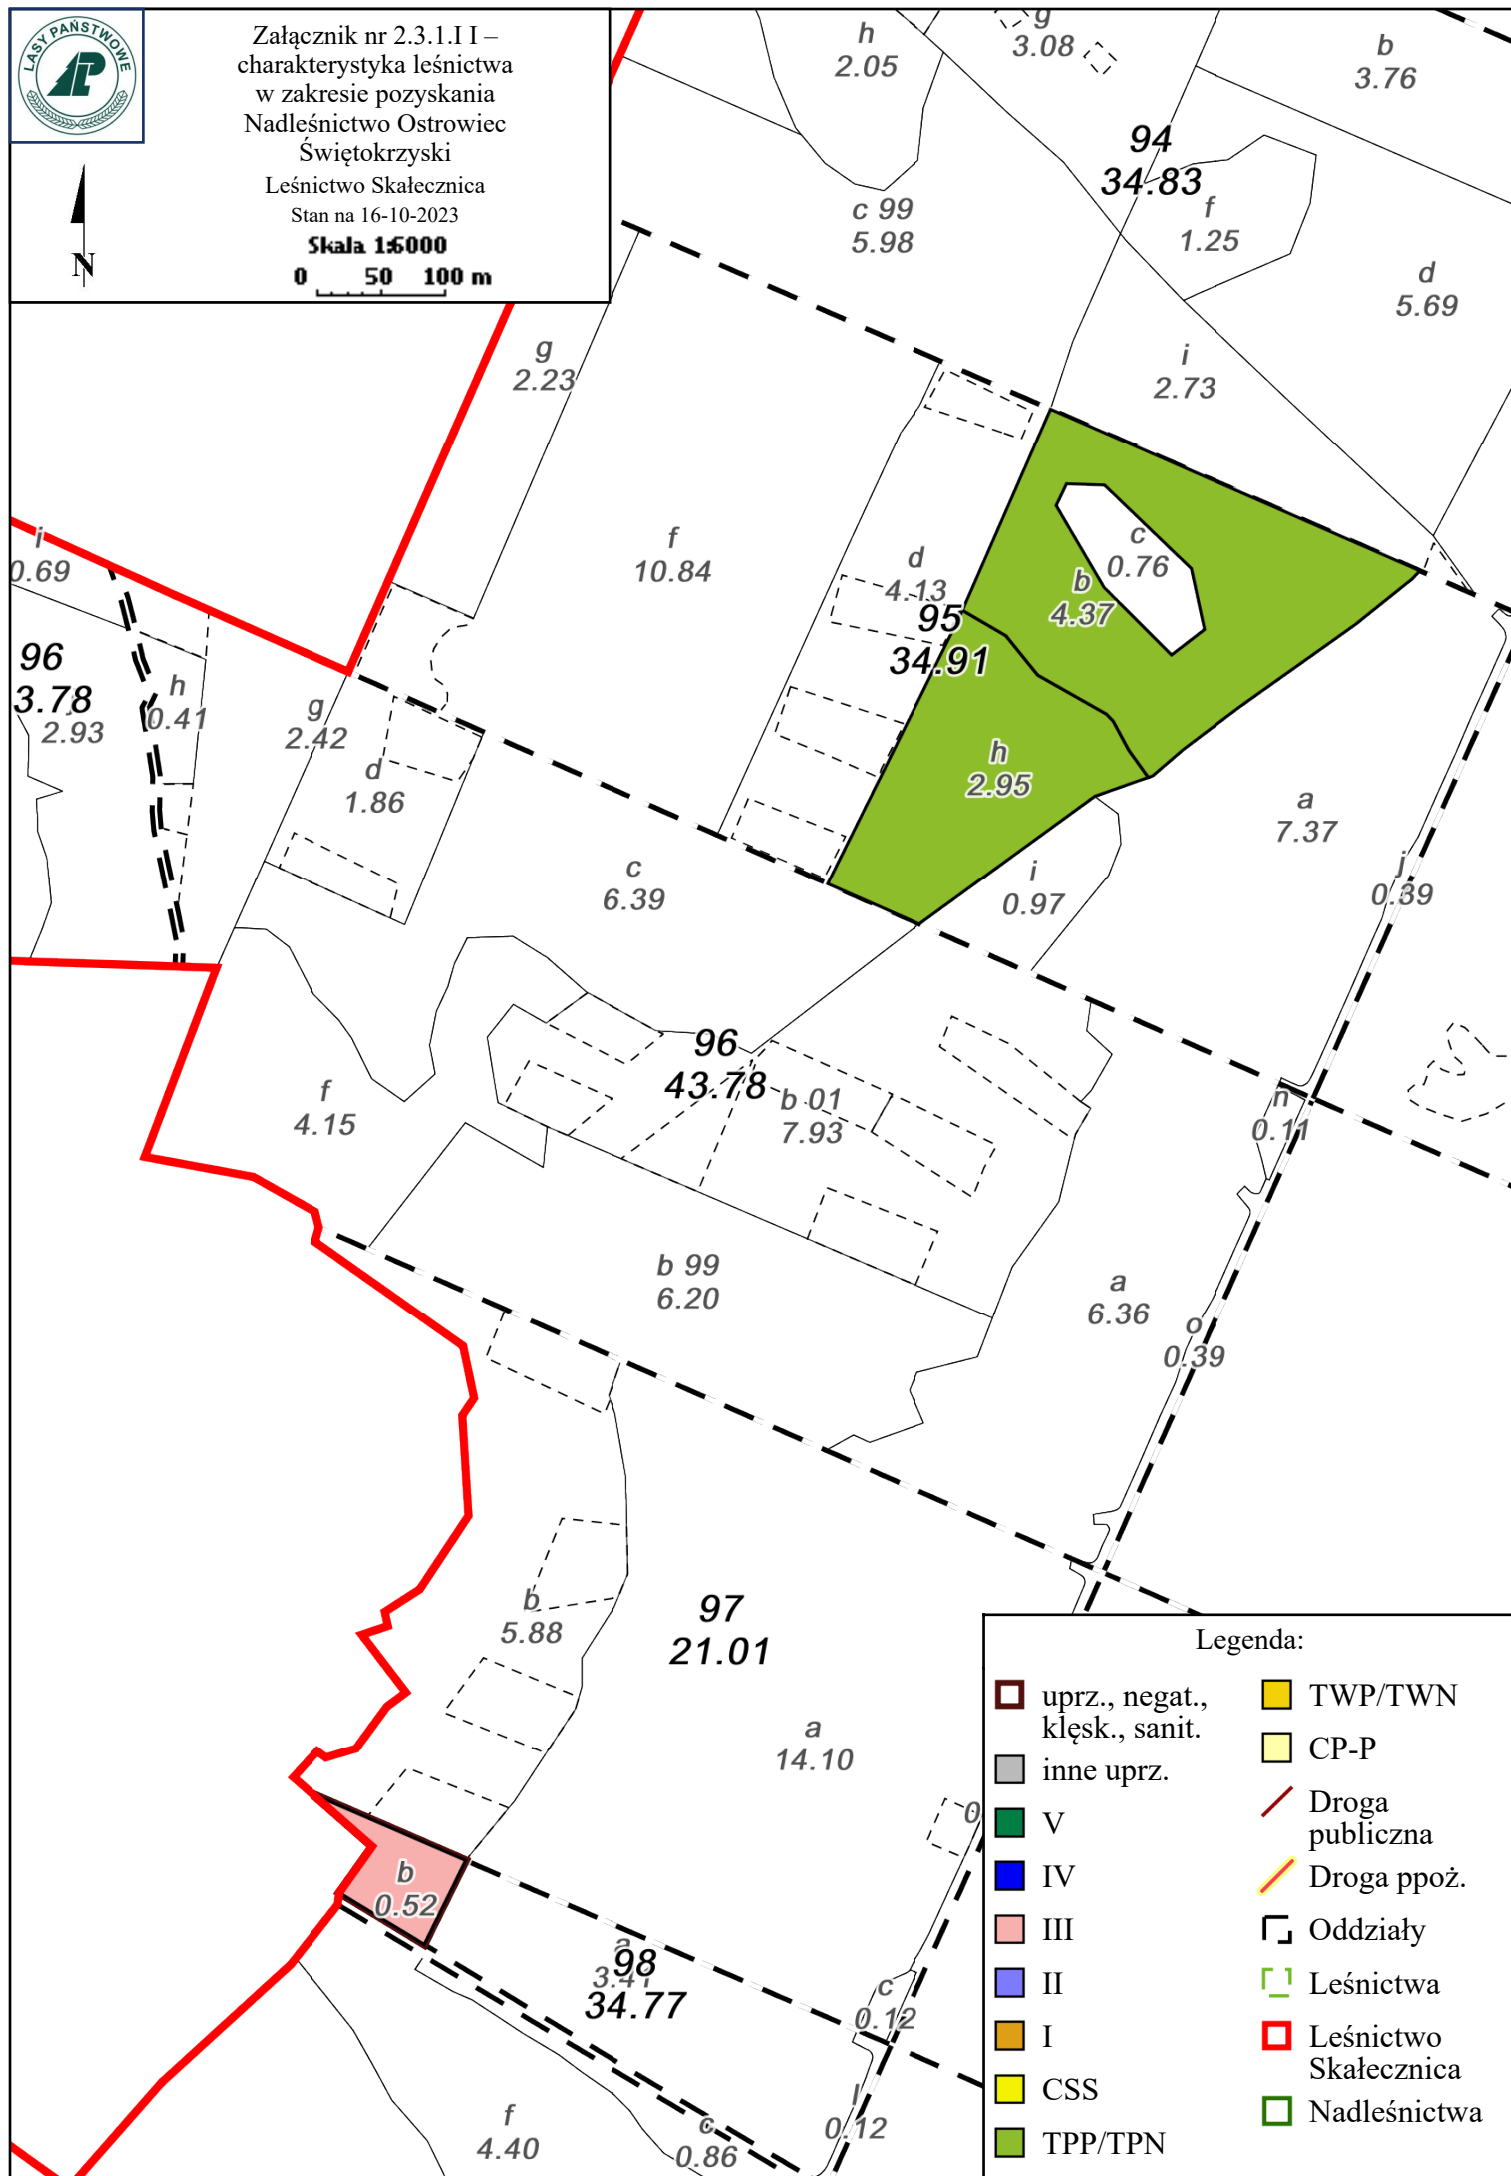 LASY PAŃSTWOWE
Załącznik nr 2.3.1.I I –
charakterystyka leśnictwa
w zakresie pozyskania
Nadleśnictwo Ostrowiec
Świętokrzyski
Leśnictwo Skałecznica
Stan na 16-10-2023
0 50 100 m
N
h
2.05
g
3.08
b
3.76
94
34.83
c 99
5.98
f
1.25
d
5.69
g
2.23
i
2.73
i
0.69
f
10.84
d
4.13
c
0.76
b
4.37
95
34.91
96
3.78
2.93
h
0.41
g
2.42
d
1.86
h
2.95
a
7.37
c
6.39
i
0.97
j
0.39
96
43.78
f
4.15
b 01
7.93
n
0.11
b 99
6.20
a
6.36
o
0.39
b
5.88
97
21.01
a
14.10
b
0.52
a
3.41
98
34.77
c
0.12
l
0.12
f
4.40
c
0.86
0
Legenda:
uprz., negat.,
klęsk., sanit.
inne uprz.
V
IV
III
II
I
CSS
TPP/TPN
TWP/TWN
CP-P
Droga
publiczna
Droga ppoż.
Oddziały
Leśnictwa
Leśnictwo
Skałecznica
Nadleśnictwa